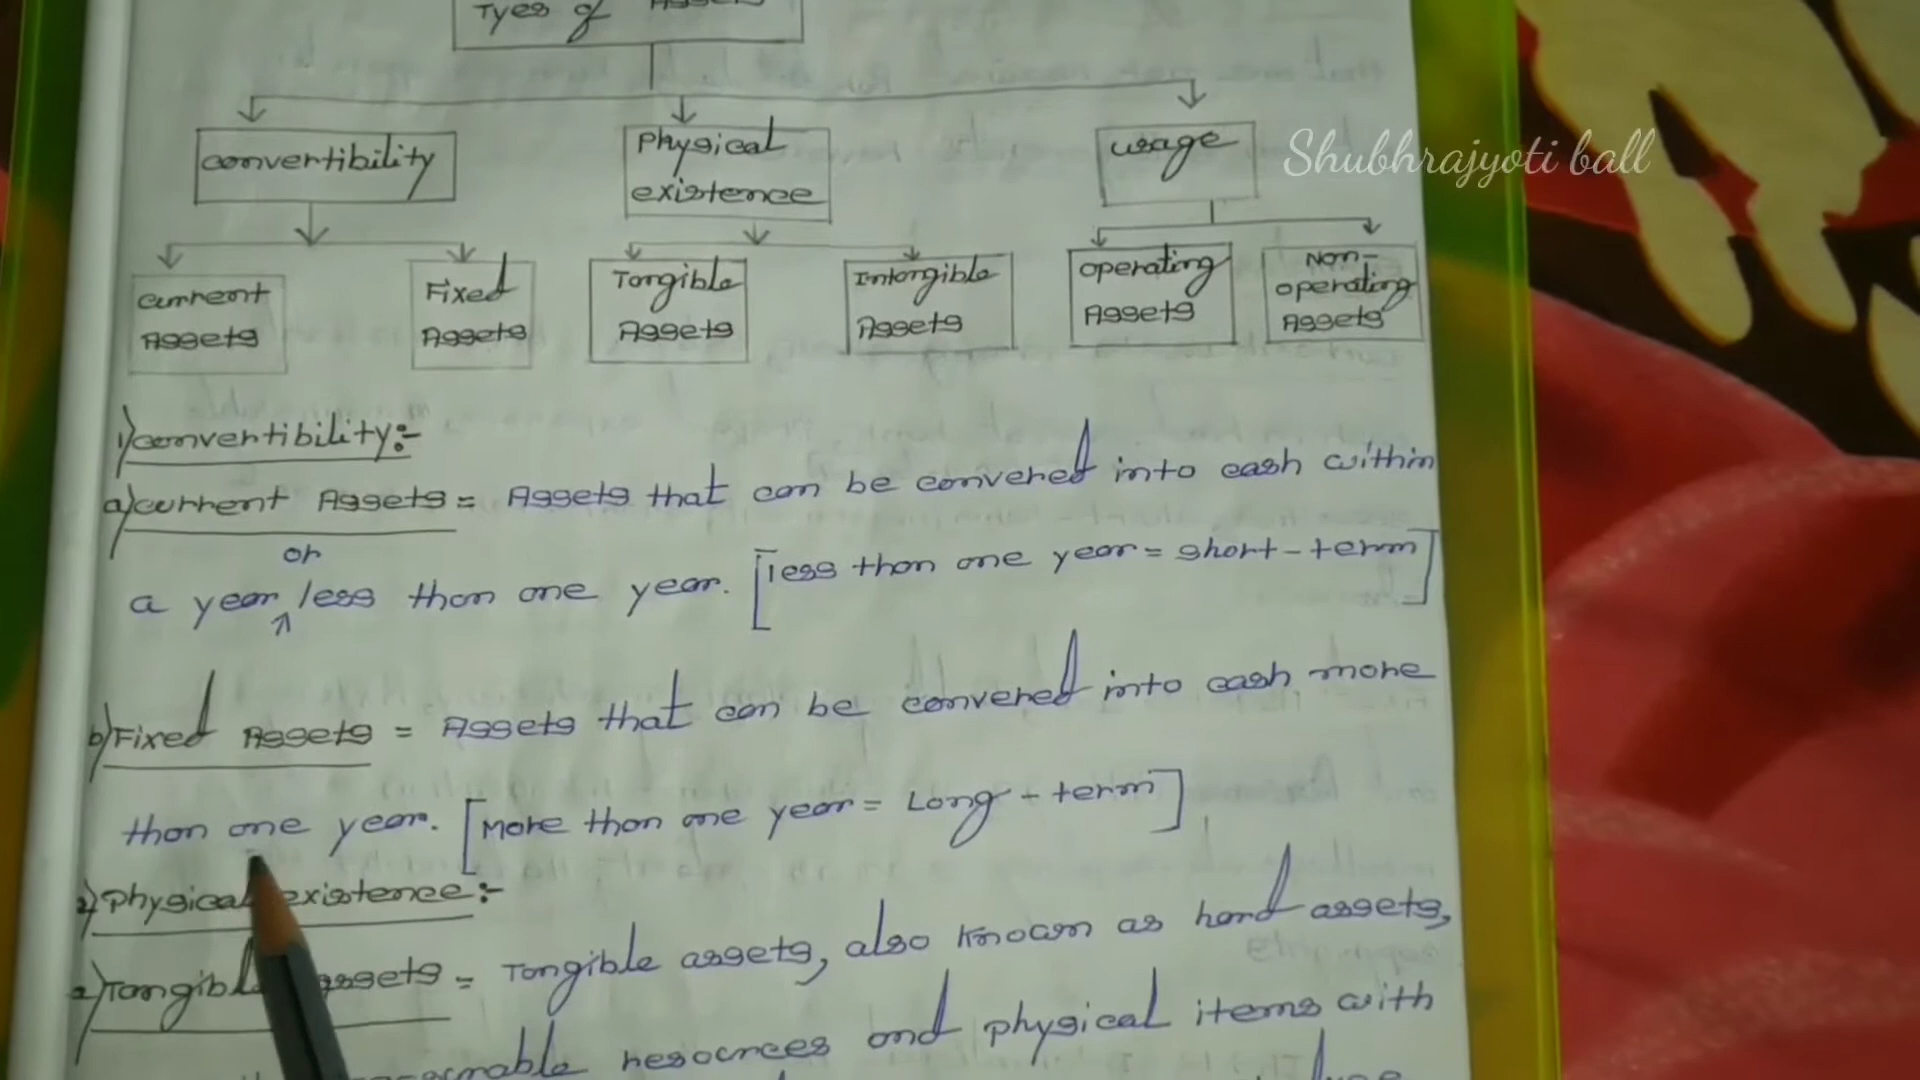 Tyes of Assets
Convertibility
Physical
existence
usage
Shubhrajyoti ball
Current
Assets
Fixed
Assets
Tangible
Assets
Intangible
Assets
Operating
Assets
Non-
operating
Assets
1) Convertibility:-
a) Current Assets = Assets that can be convered into cash within
or
a year less than one year. [less than one year = short-term]
b) Fixed Assets = Assets that can be convered into cash more
than one year. [More than one year = Long-term]
2) Physical existence:-
a) Tangible Assets = Tangible assets, also known as hard assets,
resources and physical items with